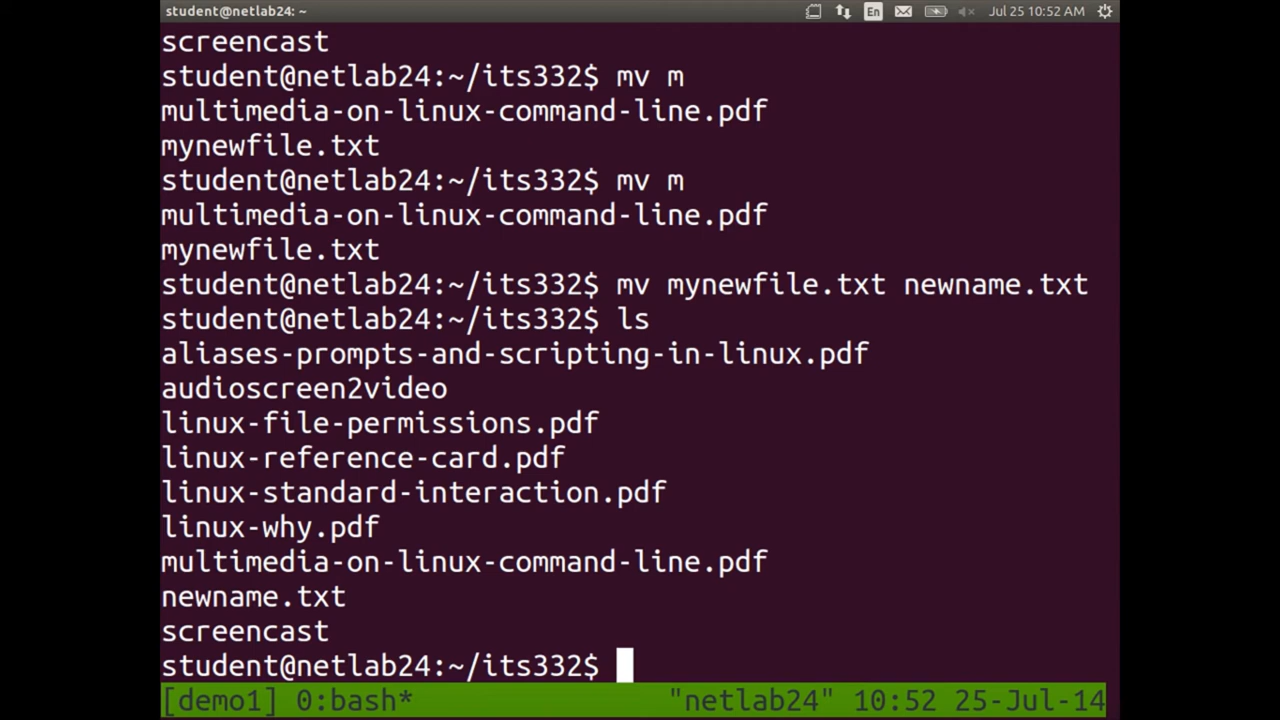 student@netlab24: ~
En
Jul 25 10:52 AM
screencast
student@netlab24:~/its332$ mv m
multimedia-on-linux-command-line.pdf
mynewfile.txt
student@netlab24:~/its332$ mv m
multimedia-on-linux-command-line.pdf
mynewfile.txt
student@netlab24:~/its332$ mv mynewfile.txt newname.txt
student@netlab24:~/its332$ ls
aliases-prompts-and-scripting-in-linux.pdf
audioscreen2video
linux-file-permissions.pdf
linux-reference-card.pdf
linux-standard-interaction.pdf
linux-why.pdf
multimedia-on-linux-command-line.pdf
newname.txt
screencast
student@netlab24:~/its332$
[demo1] 0:bash* "netlab24" 10:52 25-Jul-14